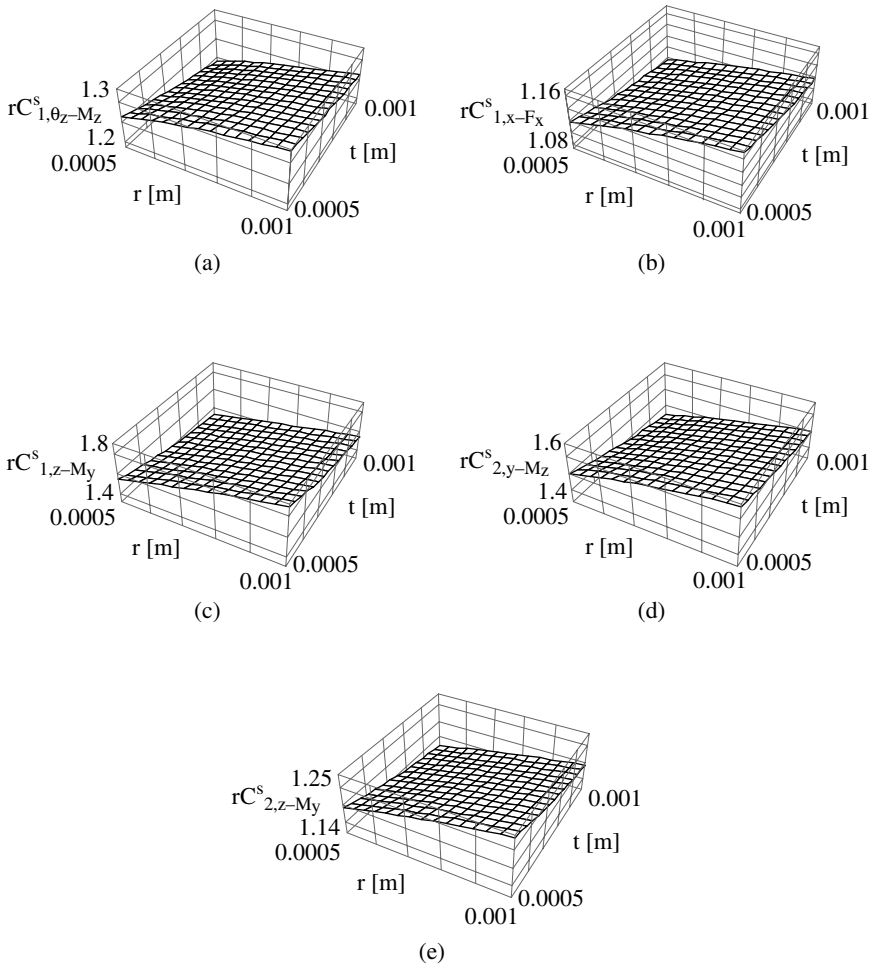 1.3
rC^s_{1,θz–Mz}
1.2
0.0005
r [m]
0.001
0.0005
t [m]
0.001
(a)
1.16
rC^s_{1,x–Fx}
1.08
0.0005
r [m]
0.001
0.0005
t [m]
0.001
(b)
1.8
rC^s_{1,z–My}
1.4
0.0005
r [m]
0.001
0.0005
t [m]
0.001
(c)
1.6
rC^s_{2,y–Mz}
1.4
0.0005
r [m]
0.001
0.0005
t [m]
0.001
(d)
1.25
rC^s_{2,z–My}
1.14
0.0005
r [m]
0.001
0.0005
t [m]
0.001
(e)